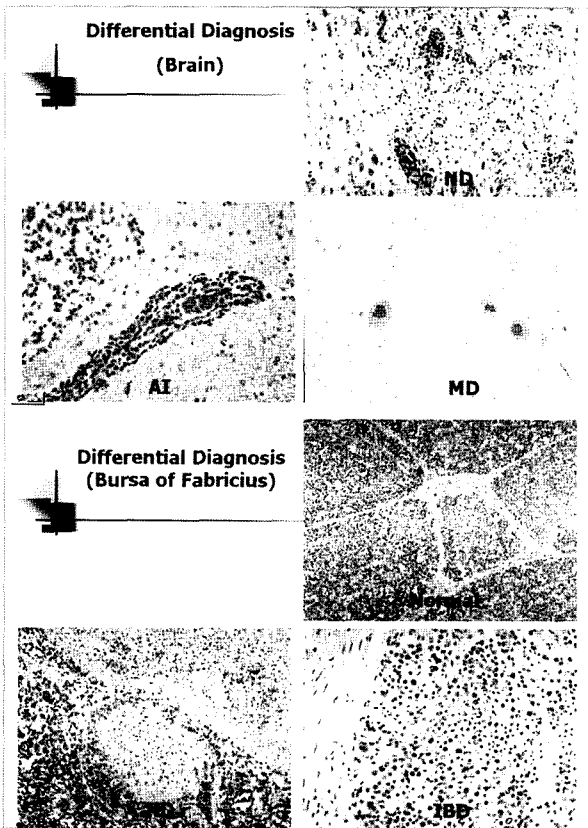 Differential Diagnosis
(Brain)
ND
AI
MD
Differential Diagnosis
(Bursa of Fabricius)
Normal
IBD